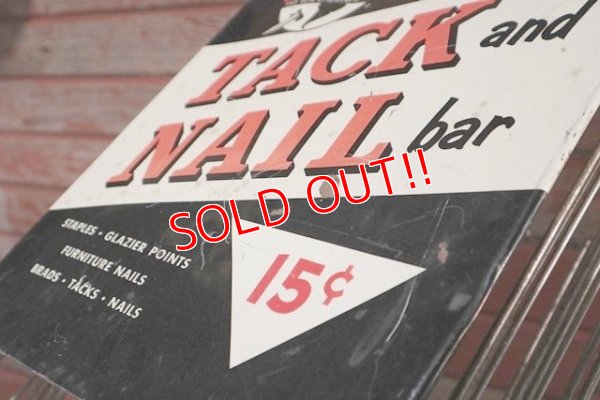 TACK and
NAIL bar
SOLD OUT!!
STAPLES • GLAZIER POINTS
FURNITURE NAILS
BRADS • TACKS • NAILS
15¢